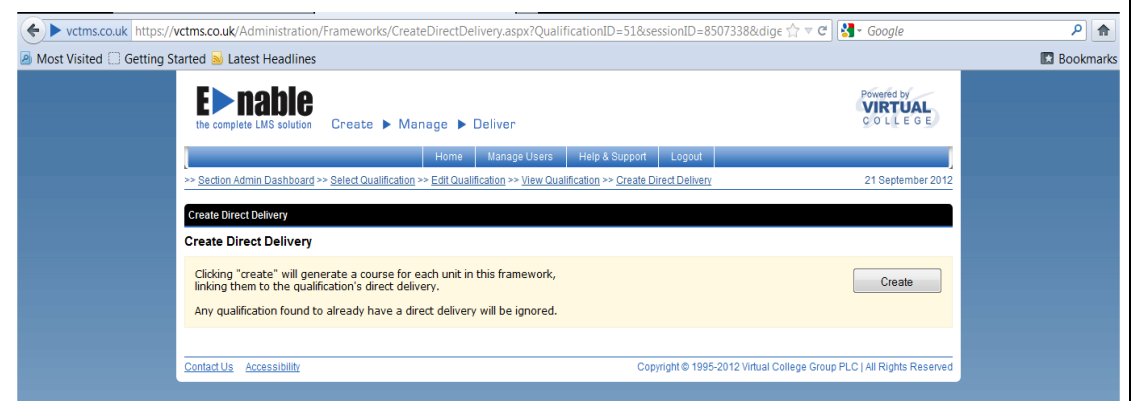 vctms.co.uk https://vctms.co.uk/Administration/Frameworks/CreateDirectDelivery.aspx?QualificationID=51&sessionID=8507338&dige Google
Most Visited Getting Started Latest Headlines Bookmarks
E nable
the complete LMS solution Create Manage Deliver
Powered by
VIRTUAL
COLLEGE
Home Manage Users Help & Support Logout
>> Section Admin Dashboard >> Select Qualification >> Edit Qualification >> View Qualification >> Create Direct Delivery 21 September 2012
Create Direct Delivery
Create Direct Delivery
Clicking "create" will generate a course for each unit in this framework,
linking them to the qualification's direct delivery.
Create
Any qualification found to already have a direct delivery will be ignored.
Contact Us Accessibility Copyright © 1995-2012 Virtual College Group PLC | All Rights Reserved